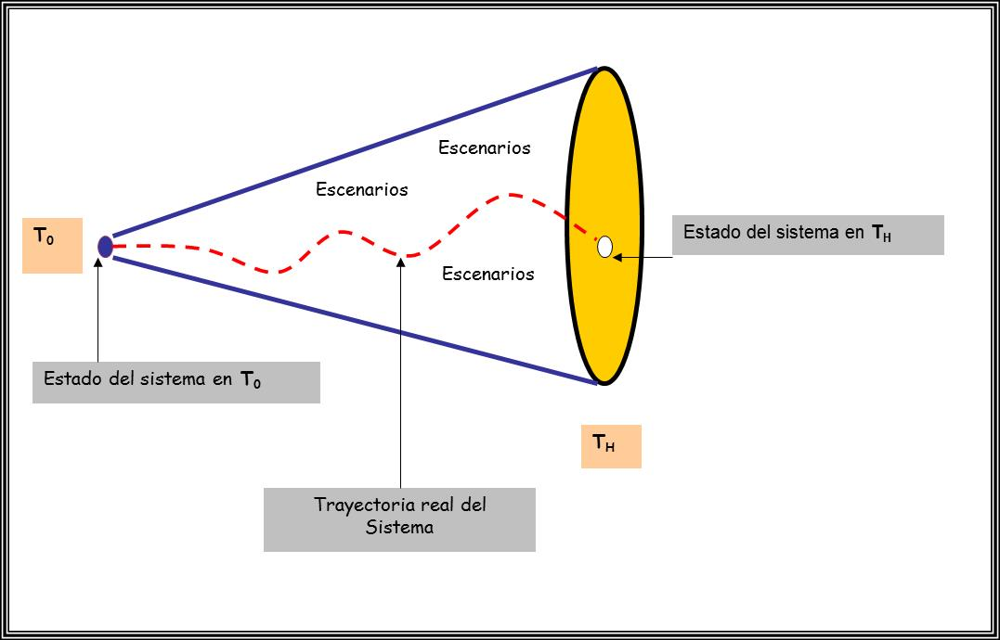 Escenarios
Escenarios
T0
Estado del sistema en TH
Escenarios
Estado del sistema en T0
TH
Trayectoria real del
Sistema